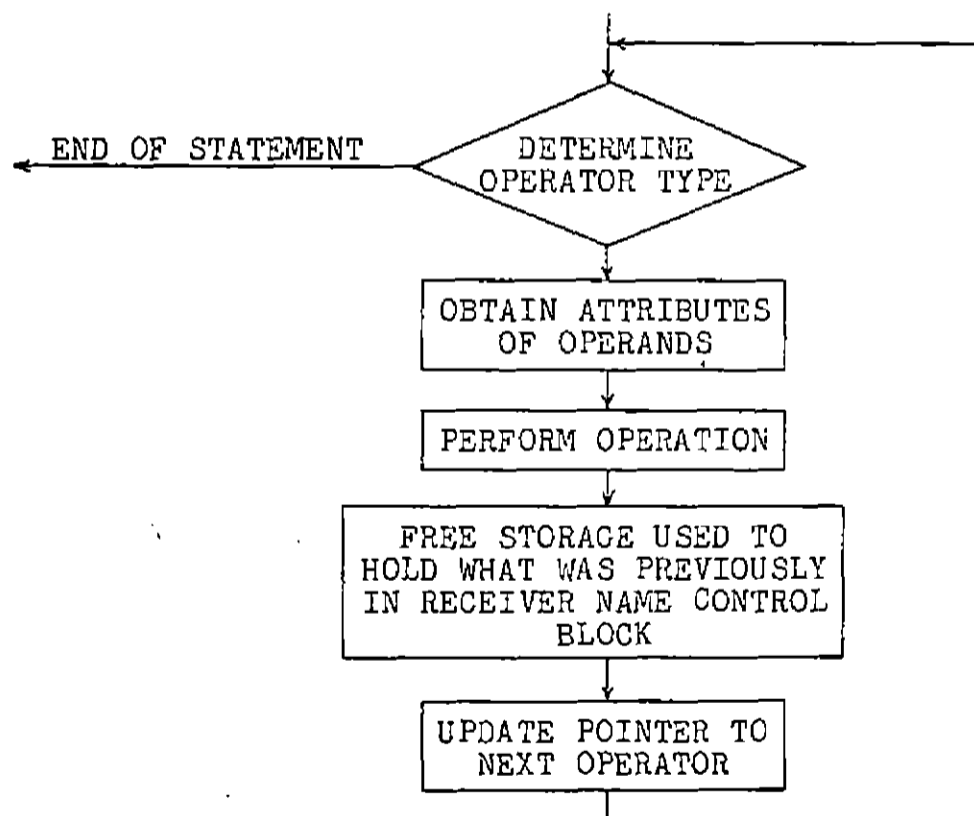 END OF STATEMENT
DETERMINE
OPERATOR TYPE
OBTAIN ATTRIBUTES
OF OPERANDS
PERFORM OPERATION
FREE STORAGE USED TO
HOLD WHAT WAS PREVIOUSLY
IN RECEIVER NAME CONTROL
BLOCK
UPDATE POINTER TO
NEXT OPERATOR